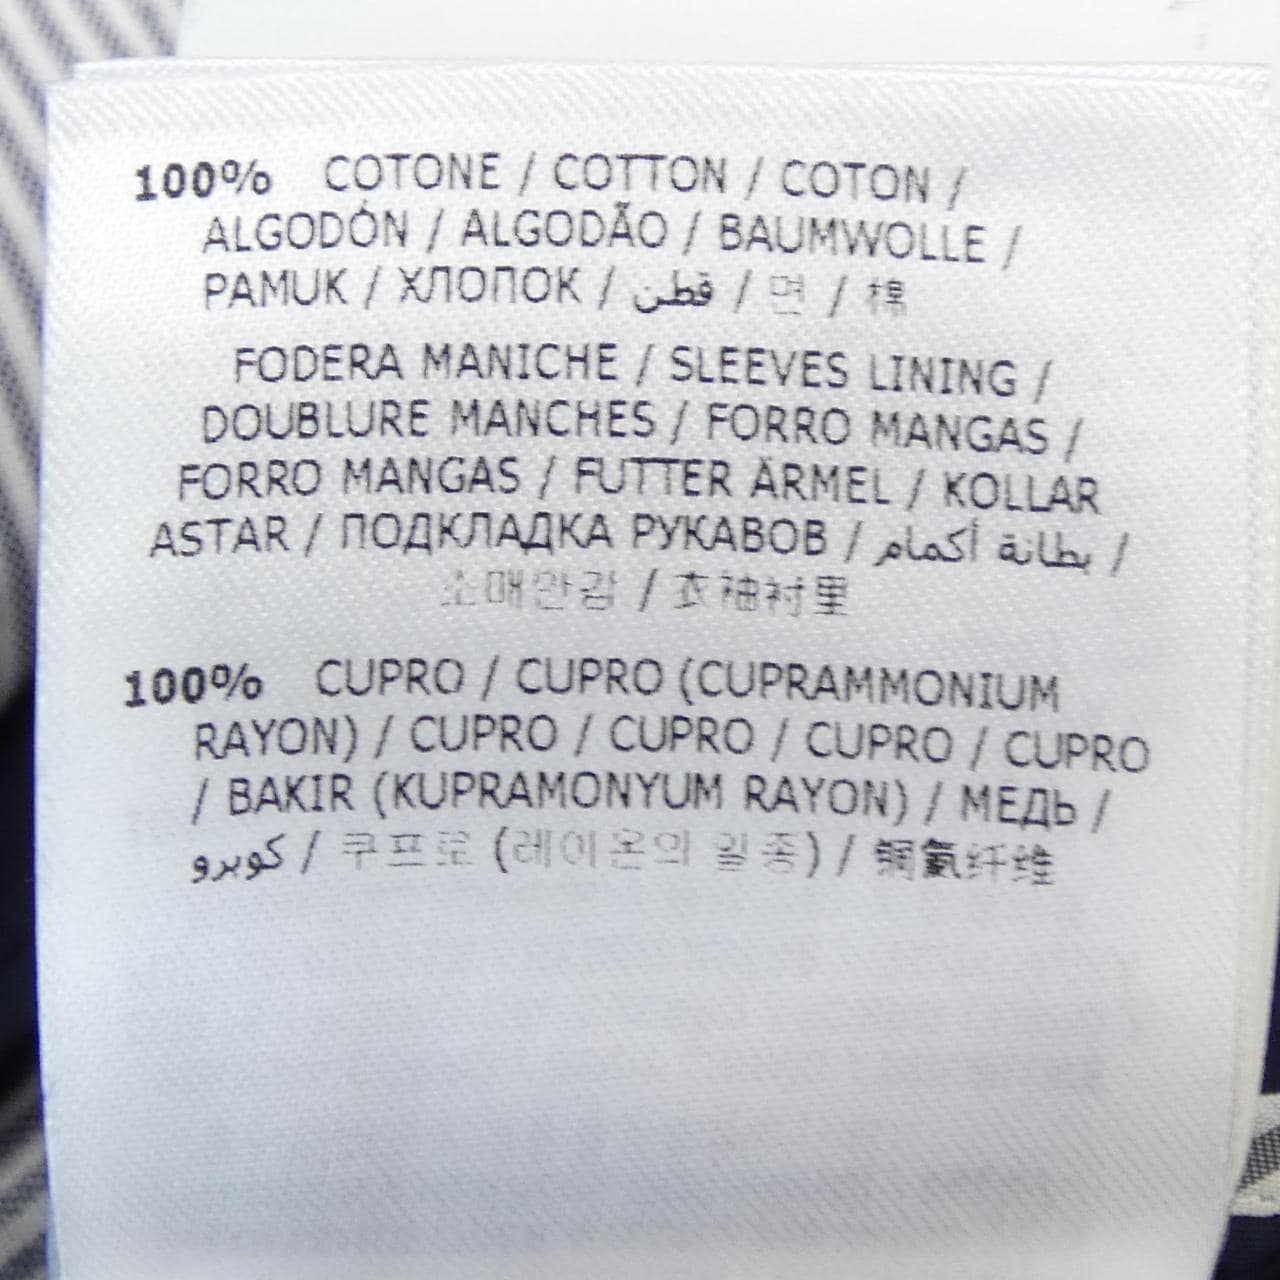 100% COTONE / COTTON / COTON /
ALGODÓN / ALGODÃO / BAUMWOLLE /
PAMUK / ХЛОПОК / قطن / 면 / 棉
FODERA MANICHE / SLEEVES LINING /
DOUBLURE MANCHES / FORRO MANGAS /
FORRO MANGAS / FUTTER ÄRMEL / KOLLAR
ASTAR / ПОДКЛАДКА РУКАВОВ / بطانة أكمام /
소매안감 / 衣袖衬里
100% CUPRO / CUPRO (CUPRAMMONIUM
RAYON) / CUPRO / CUPRO / CUPRO / CUPRO
/ BAKIR (KUPRAMONYUM RAYON) / МЕДЬ /
كوبرو / 쿠프로 (레이온의 일종) / 铜氨纤维